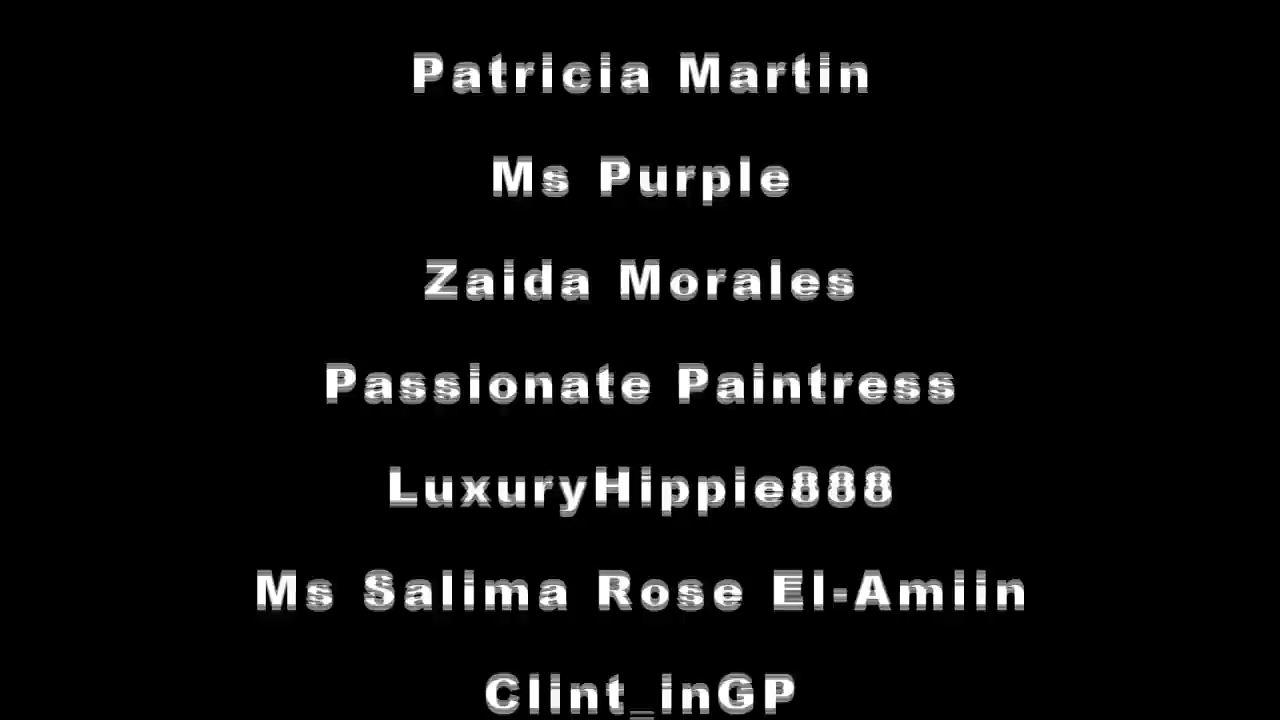 Patricia Martin
Ms Purple
Zaida Morales
Passionate Paintress
LuxuryHippie888
Ms Salima Rose El-Amiin
Clint_inGP